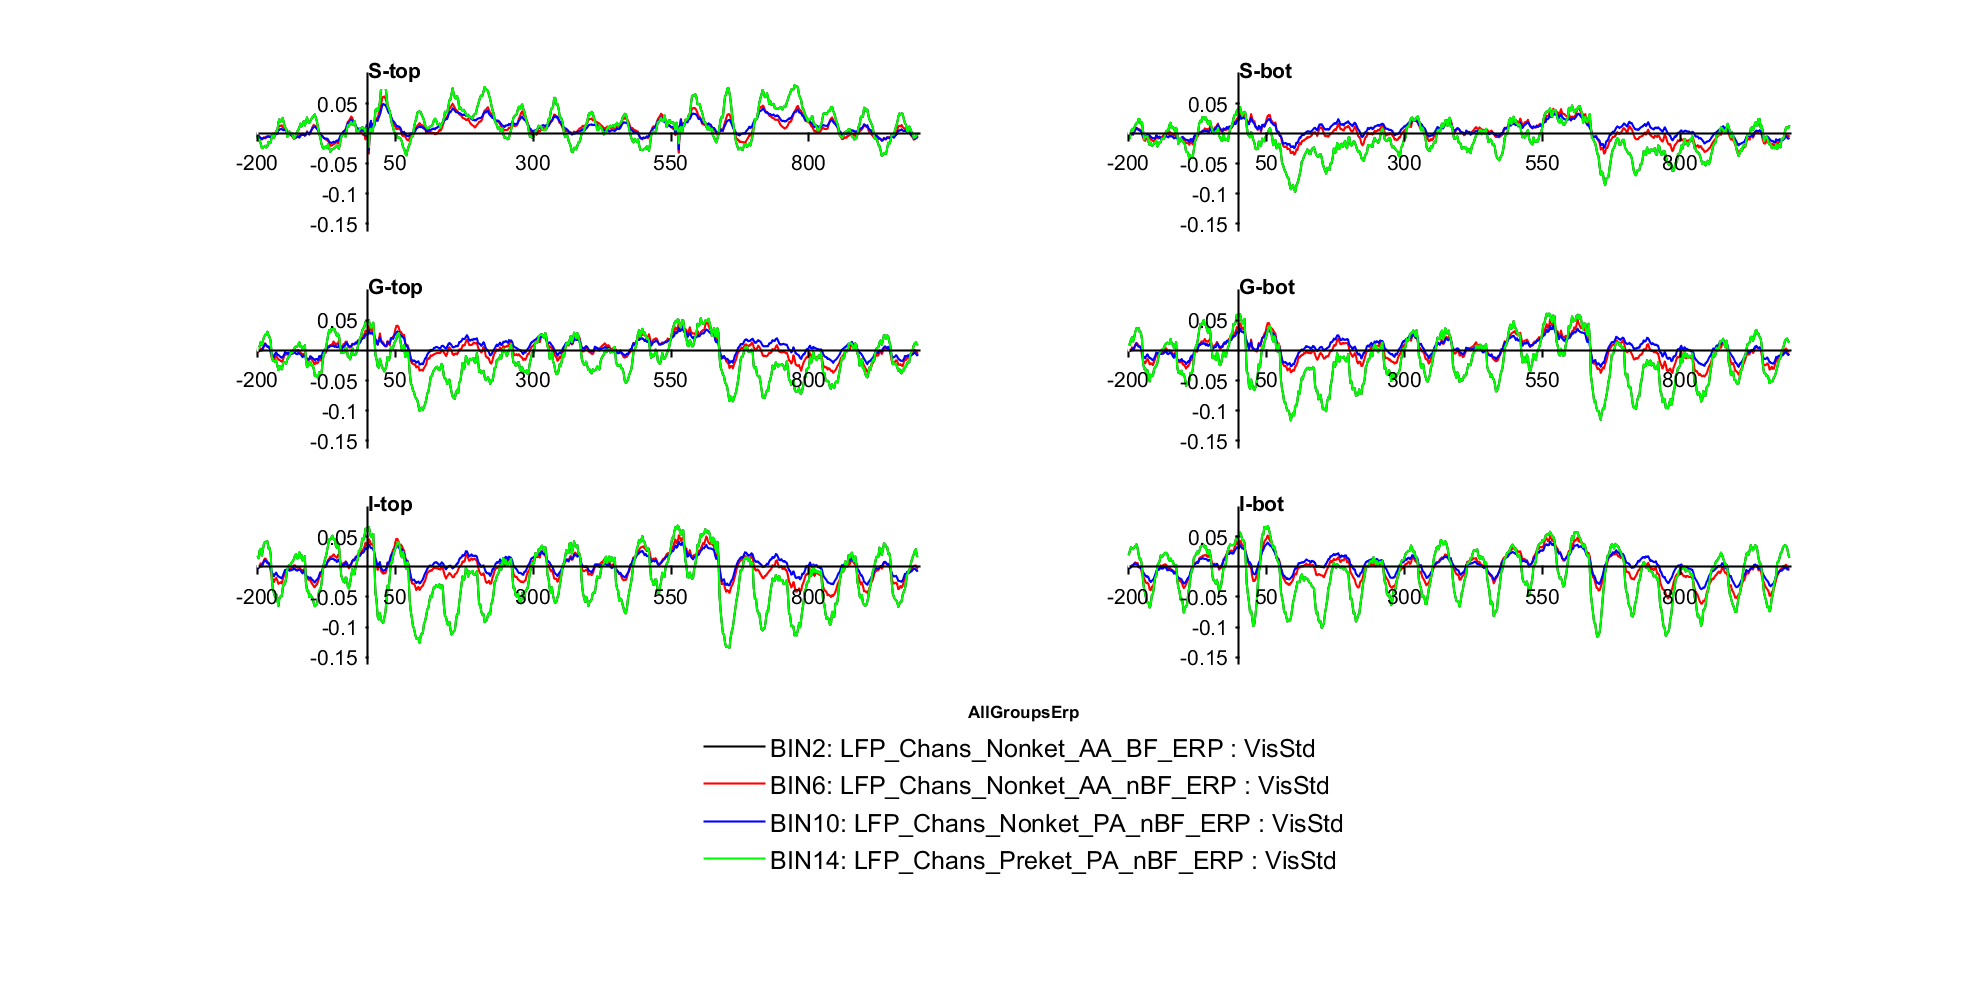 S-top
0.05
-200 -0.05 50 300 550 800
-0.1
-0.15
S-bot
0.05
-200 -0.05 50 300 550 800
-0.1
-0.15
G-top
0.05
-200 -0.05 50 300 550 800
-0.1
-0.15
G-bot
0.05
-200 -0.05 50 300 550 800
-0.1
-0.15
I-top
0.05
-200 -0.05 50 300 550 800
-0.1
-0.15
I-bot
0.05
-200 -0.05 50 300 550 800
-0.1
-0.15
AllGroupsErp
BIN2: LFP_Chans_Nonket_AA_BF_ERP : VisStd
BIN6: LFP_Chans_Nonket_AA_nBF_ERP : VisStd
BIN10: LFP_Chans_Nonket_PA_nBF_ERP : VisStd
BIN14: LFP_Chans_Preket_PA_nBF_ERP : VisStd